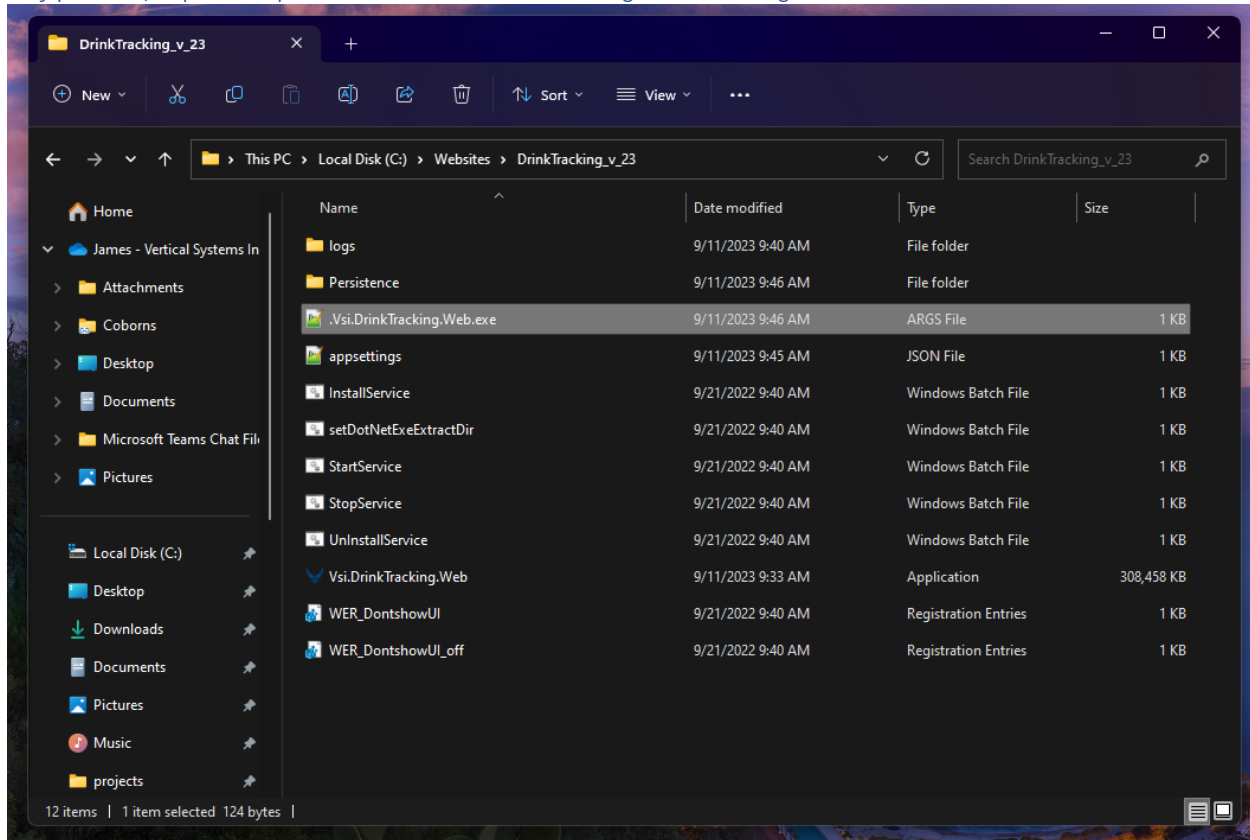 DrinkTracking_v_23
New
Sort
View
This PC > Local Disk (C:) > Websites > DrinkTracking_v_23
Search DrinkTracking_v_23
Home
James - Vertical Systems In
Attachments
Coborns
Desktop
Documents
Microsoft Teams Chat File
Pictures
Local Disk (C:)
Desktop
Downloads
Documents
Pictures
Music
projects
Name Date modified Type Size
logs 9/11/2023 9:40 AM File folder
Persistence 9/11/2023 9:46 AM File folder
.Vsi.DrinkTracking.Web.exe 9/11/2023 9:46 AM ARGS File 1 KB
appsettings 9/11/2023 9:45 AM JSON File 1 KB
InstallService 9/21/2022 9:40 AM Windows Batch File 1 KB
setDotNetExeExtractDir 9/21/2022 9:40 AM Windows Batch File 1 KB
StartService 9/21/2022 9:40 AM Windows Batch File 1 KB
StopService 9/21/2022 9:40 AM Windows Batch File 1 KB
UnInstallService 9/21/2022 9:40 AM Windows Batch File 1 KB
Vsi.DrinkTracking.Web 9/11/2023 9:33 AM Application 308,458 KB
WER_DontshowUI 9/21/2022 9:40 AM Registration Entries 1 KB
WER_DontshowUI_off 9/21/2022 9:40 AM Registration Entries 1 KB
12 items | 1 item selected 124 bytes |